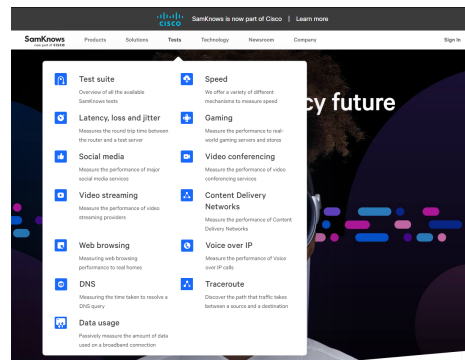 CISCO
SamKnows is now part of Cisco | Learn more
SamKnows
now part of CISCO
Products
Solutions
Tests
Technology
Newsroom
Company
Sign In
cy future
Test suite
Overview of all the available
SamKnows tests
Speed
We offer a variety of different
mechanisms to measure speed
Latency, loss and jitter
Measures the round trip time between
the router and a test server
Gaming
Measure the performance to real-
world gaming servers and stores
Social media
Measure the performance of major
social media services
Video conferencing
Measure the performance of video
conferencing services
Video streaming
Measure the performance of video
streaming providers
Content Delivery
Networks
Measure the performance of Content
Delivery Networks
Web browsing
Measuring web browsing
performance to real homes
Voice over IP
Measure the performance of Voice
over IP calls
DNS
Measuring the time taken to resolve a
DNS query
Traceroute
Discover the path that traffic takes
between a source and a destination
Data usage
Passively measure the amount of data
used on a broadband connection